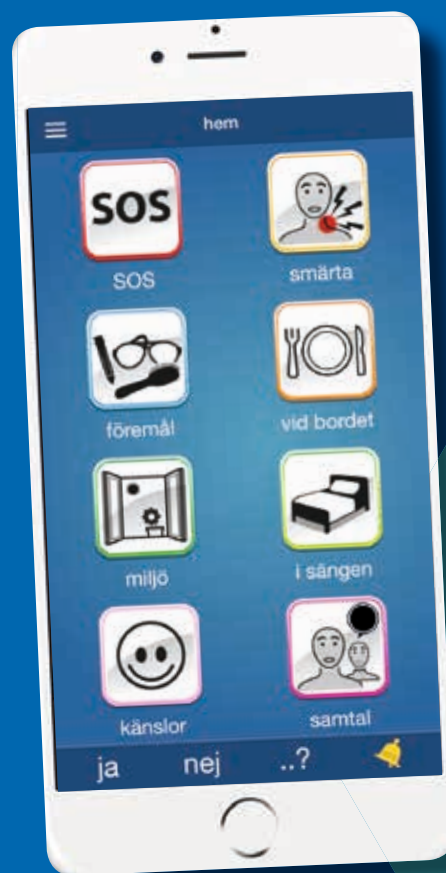 hem
SOS
SOS
smärta
föremål
vid bordet
miljö
i sängen
känslor
samtal
ja nej ..?